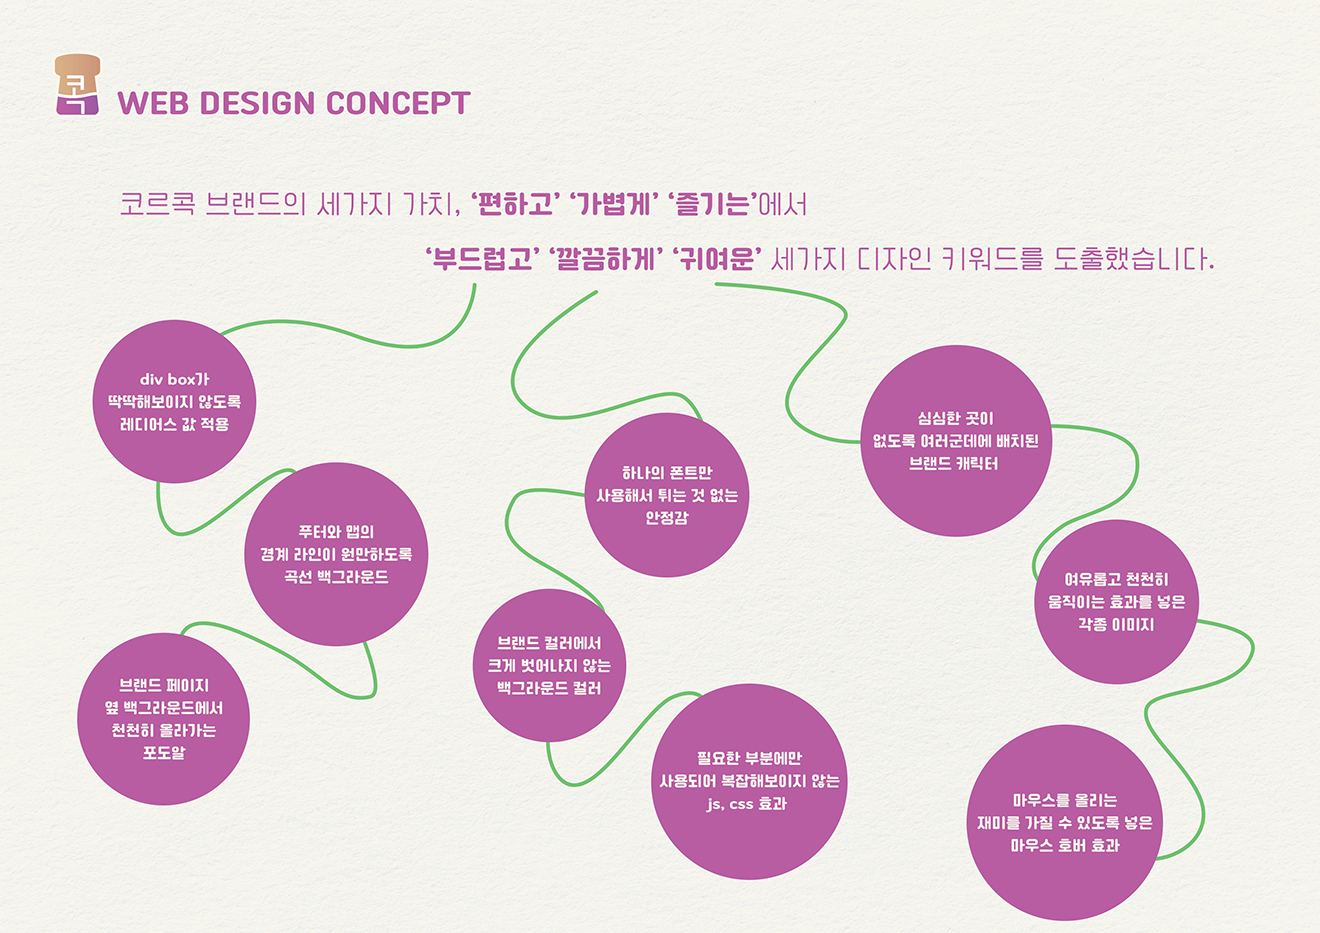 콕
WEB DESIGN CONCEPT
코르콕 브랜드의 세가지 가치, ‘편하고’ ‘가볍게’ ‘즐기는’에서
‘부드럽고’ ‘깔끔하게’ ‘귀여운’ 세가지 디자인 키워드를 도출했습니다.
div box가
딱딱해보이지 않도록
레디어스 값 적용
푸터와 맵의
경계 라인이 원만하도록
곡선 백그라운드
브랜드 페이지
옆 백그라운드에서
천천히 올라가는
포도알
하나의 폰트만
사용해서 튀는 것 없는
안정감
브랜드 컬러에서
크게 벗어나지 않는
백그라운드 컬러
필요한 부분에만
사용되어 복잡해보이지 않는
js, css 효과
심심한 곳이
없도록 여러군데에 배치된
브랜드 캐릭터
여유롭고 천천히
움직이는 효과를 넣은
각종 이미지
마우스를 올리는
재미를 가질 수 있도록 넣은
마우스 호버 효과